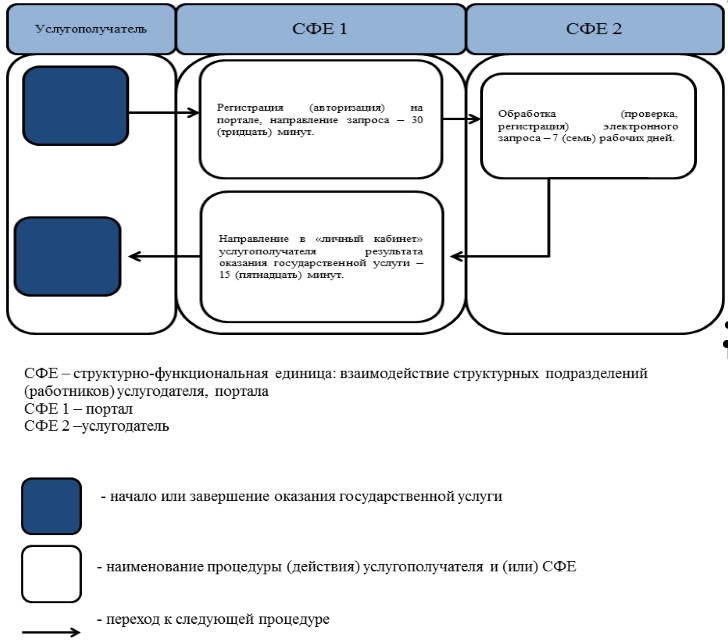 Услугополучатель
СФЕ 1
СФЕ 2
Регистрация (авторизация) на
портале, направление запроса – 30
(тридцать) минут.
Обработка (проверка,
регистрация) электронного
запроса – 7 (семь) рабочих дней.
Направление в «личный кабинет»
услугополучателя результата
оказания государственной услуги –
15 (пятнадцать) минут.
СФЕ – структурно-функциональная единица: взаимодействие структурных подразделений
(работников) услугодателя, портала
СФЕ 1 – портал
СФЕ 2 –услугодатель
- начало или завершение оказания государственной услуги
- наименование процедуры (действия) услугополучателя и (или) СФЕ
- переход к следующей процедуре